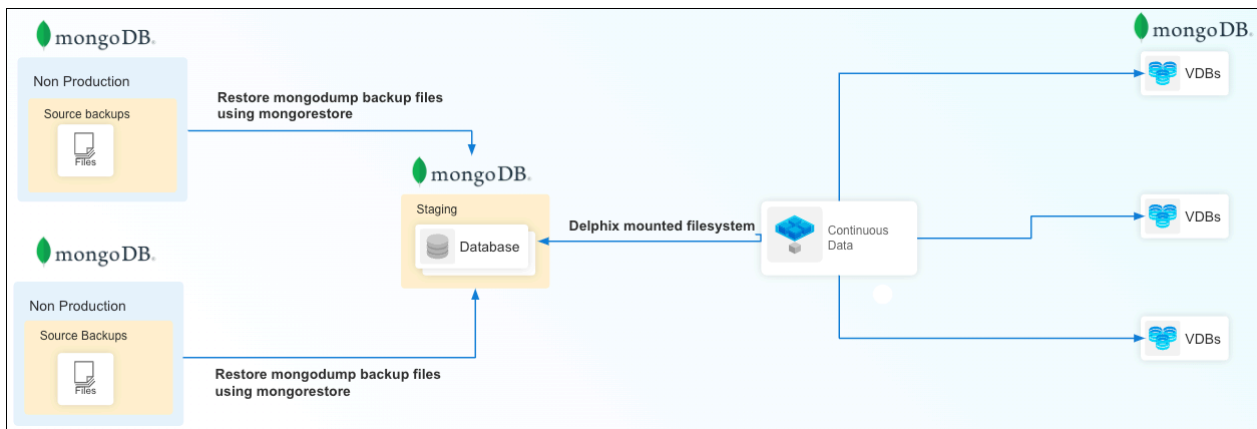 mongoDB®
Non Production
Source backups
Files
Restore mongodump backup files
using mongorestore
mongoDB®
Non Production
Source Backups
Files
Restore mongodump backup files
using mongorestore
mongoDB®
Staging
Database
Delphix mounted filesystem
Continuous
Data
mongoDB®
VDBs
VDBs
VDBs